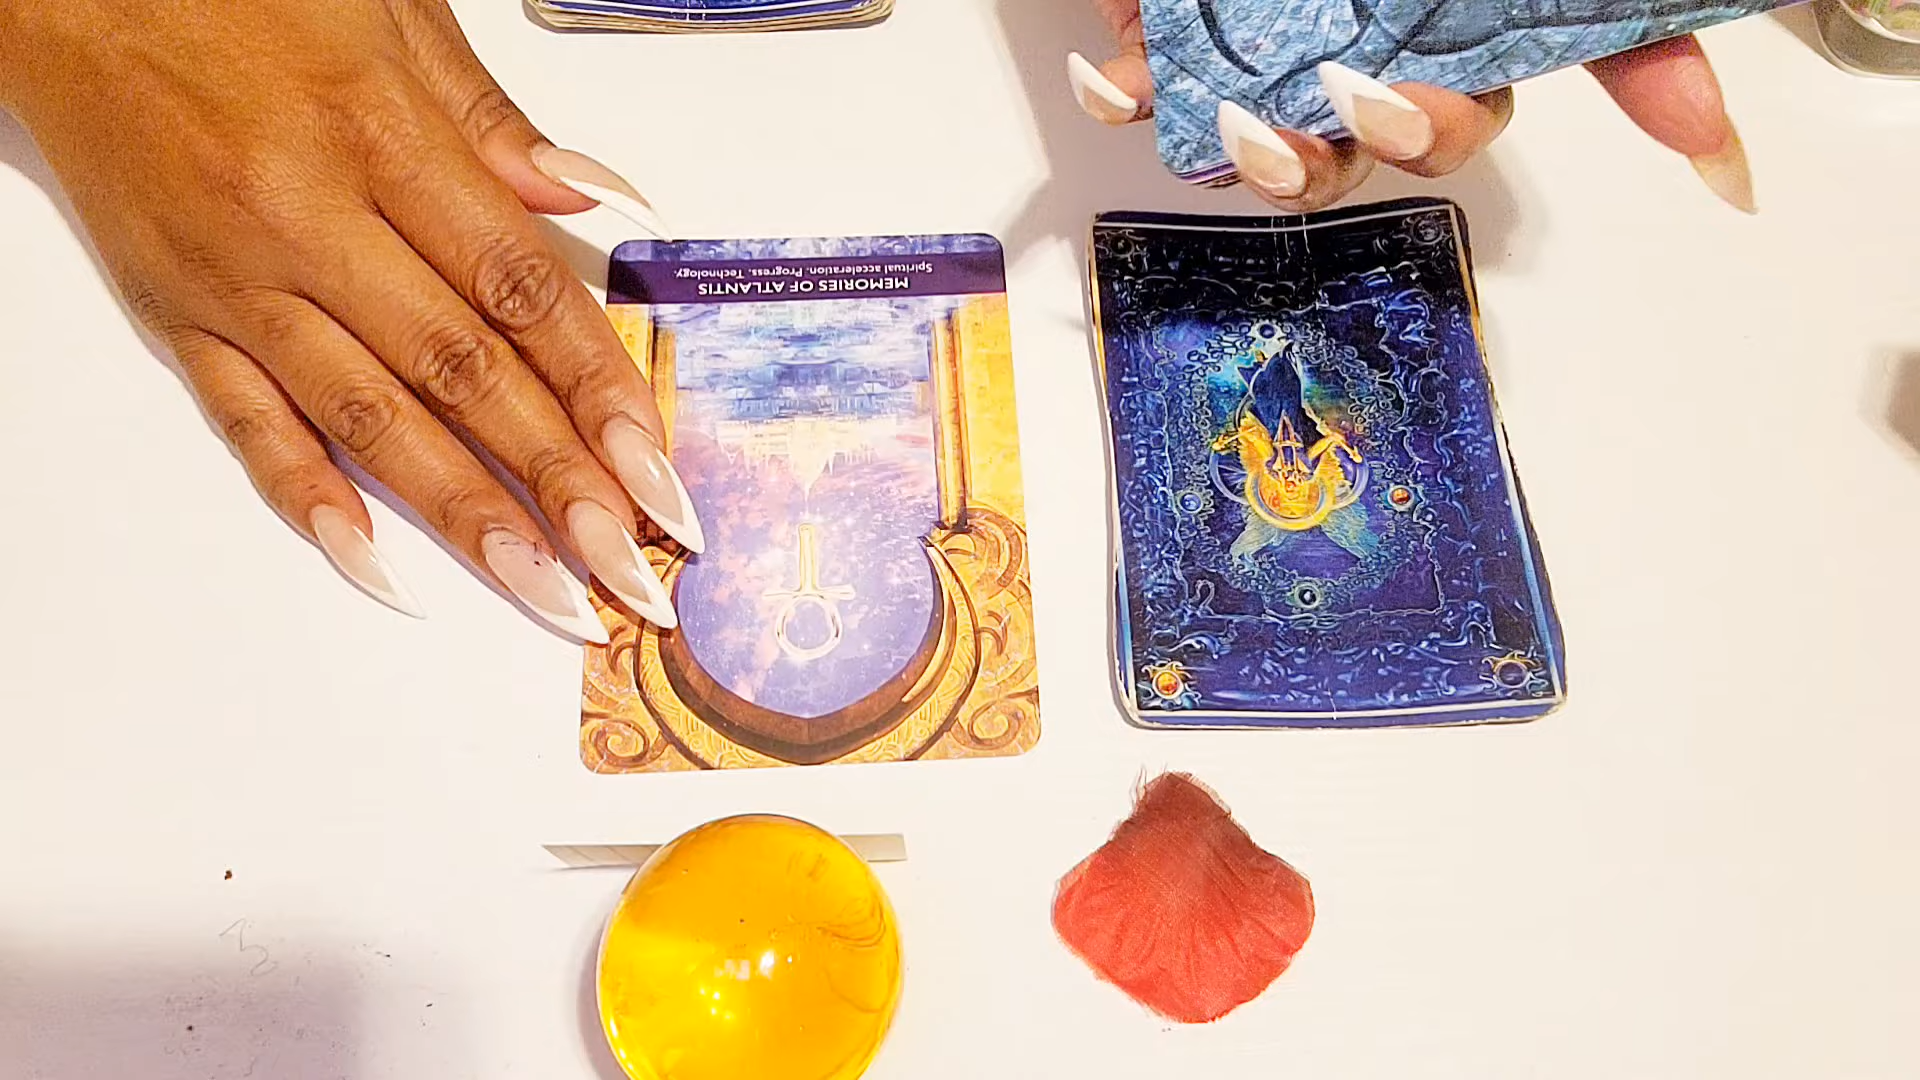 MEMORIES OF ATLANTIS
Spiritual acceleration. Progress. Technology.